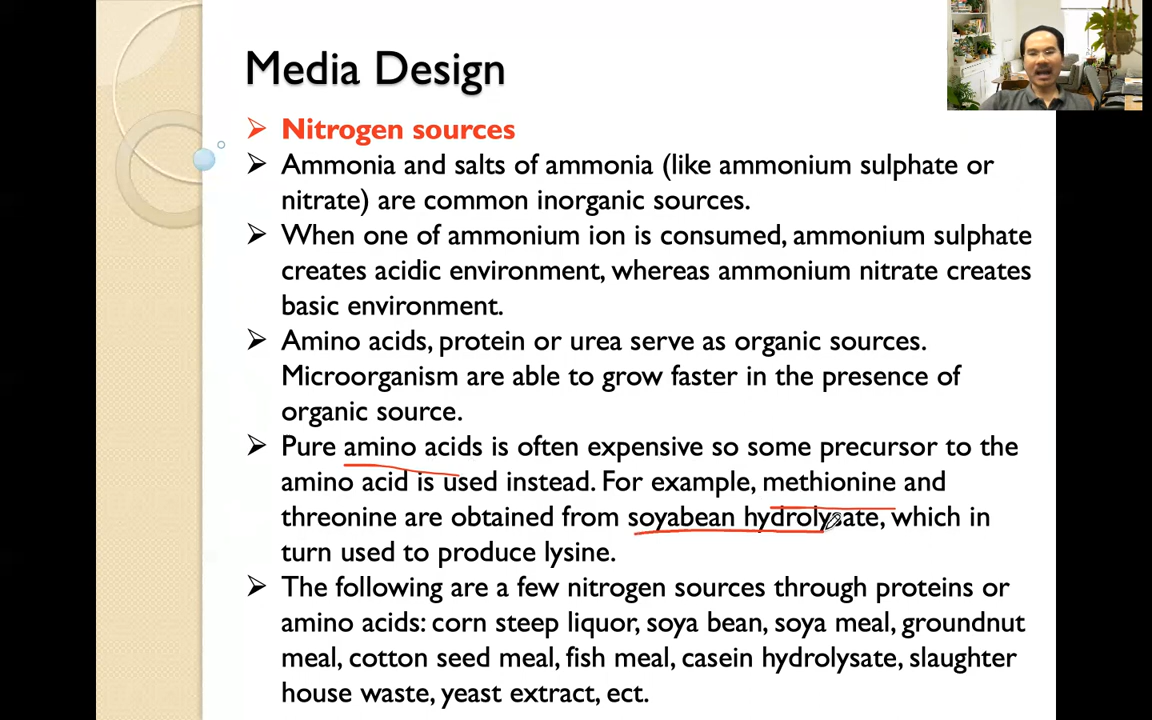 Media Design
Nitrogen sources
Ammonia and salts of ammonia (like ammonium sulphate or
nitrate) are common inorganic sources.
When one of ammonium ion is consumed, ammonium sulphate
creates acidic environment, whereas ammonium nitrate creates
basic environment.
Amino acids, protein or urea serve as organic sources.
Microorganism are able to grow faster in the presence of
organic source.
Pure amino acids is often expensive so some precursor to the
amino acid is used instead. For example, methionine and
threonine are obtained from soyabean hydrolysate, which in
turn used to produce lysine.
The following are a few nitrogen sources through proteins or
amino acids: corn steep liquor, soya bean, soya meal, groundnut
meal, cotton seed meal, fish meal, casein hydrolysate, slaughter
house waste, yeast extract, ect.